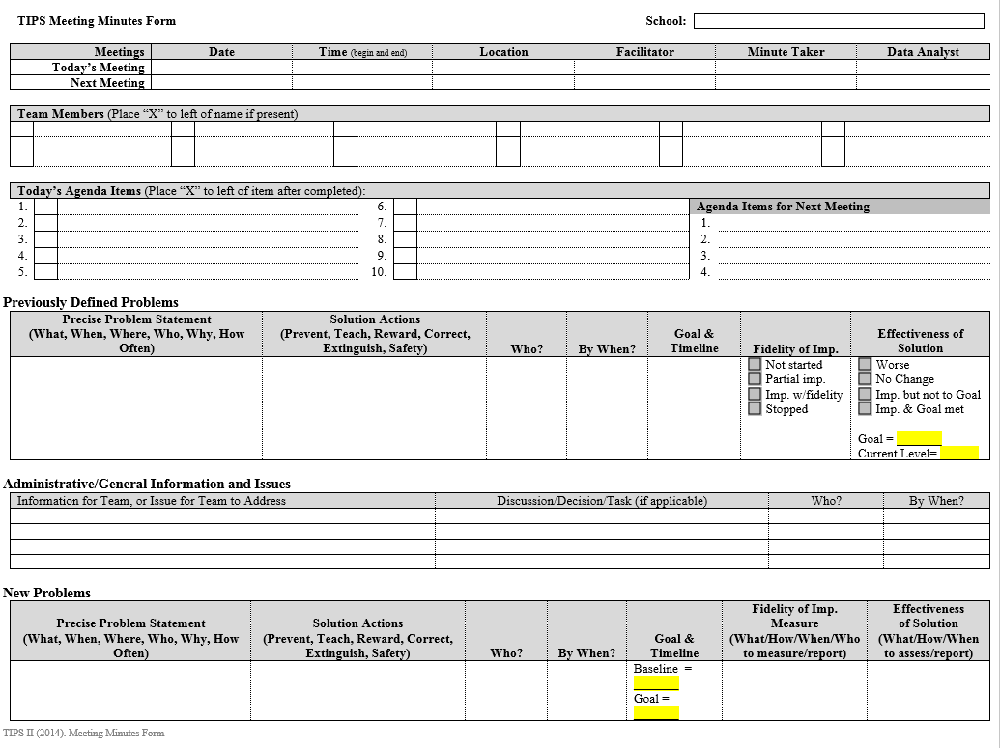 TIPS Meeting Minutes Form School:
Meetings Date Time (begin and end) Location Facilitator Minute Taker Data Analyst
Today’s Meeting
Next Meeting
Team Members (Place “X” to left of name if present)
Today’s Agenda Items (Place “X” to left of item after completed):
1. 6. Agenda Items for Next Meeting
2. 7. 1.
3. 8. 2.
4. 9. 3.
5. 10. 4.
Previously Defined Problems
Precise Problem Statement
(What, When, Where, Who, Why, How
Often)
Solution Actions
(Prevent, Teach, Reward, Correct,
Extinguish, Safety)
Who?
By When?
Goal &
Timeline
Fidelity of Imp.
Effectiveness of
Solution
Not started
Partial imp.
Imp. w/fidelity
Stopped
Worse
No Change
Imp. but not to Goal
Imp. & Goal met
Goal =
Current Level=
Administrative/General Information and Issues
Information for Team, or Issue for Team to Address Discussion/Decision/Task (if applicable) Who? By When?
New Problems
Precise Problem Statement
(What, When, Where, Who, Why, How
Often)
Solution Actions
(Prevent, Teach, Reward, Correct,
Extinguish, Safety)
Who?
By When?
Goal &
Timeline
Fidelity of Imp.
Measure
(What/How/When/Who
to measure/report)
Effectiveness
of Solution
(What/How/When
to assess/report)
Baseline =
Goal =
TIPS II (2014). Meeting Minutes Form